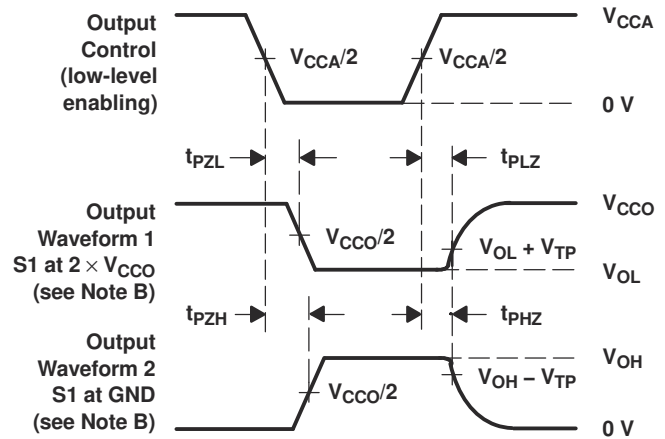 Output
Control
(low-level
enabling)
V_CCA/2
V_CCA/2
V_CCA
0 V
t_PZL
t_PLZ
Output
Waveform 1
S1 at 2 × V_CCO
(see Note B)
V_CCO/2
V_CCO
V_OL + V_TP
V_OL
t_PZH
t_PHZ
Output
Waveform 2
S1 at GND
(see Note B)
V_CCO/2
V_OH
V_OH − V_TP
0 V